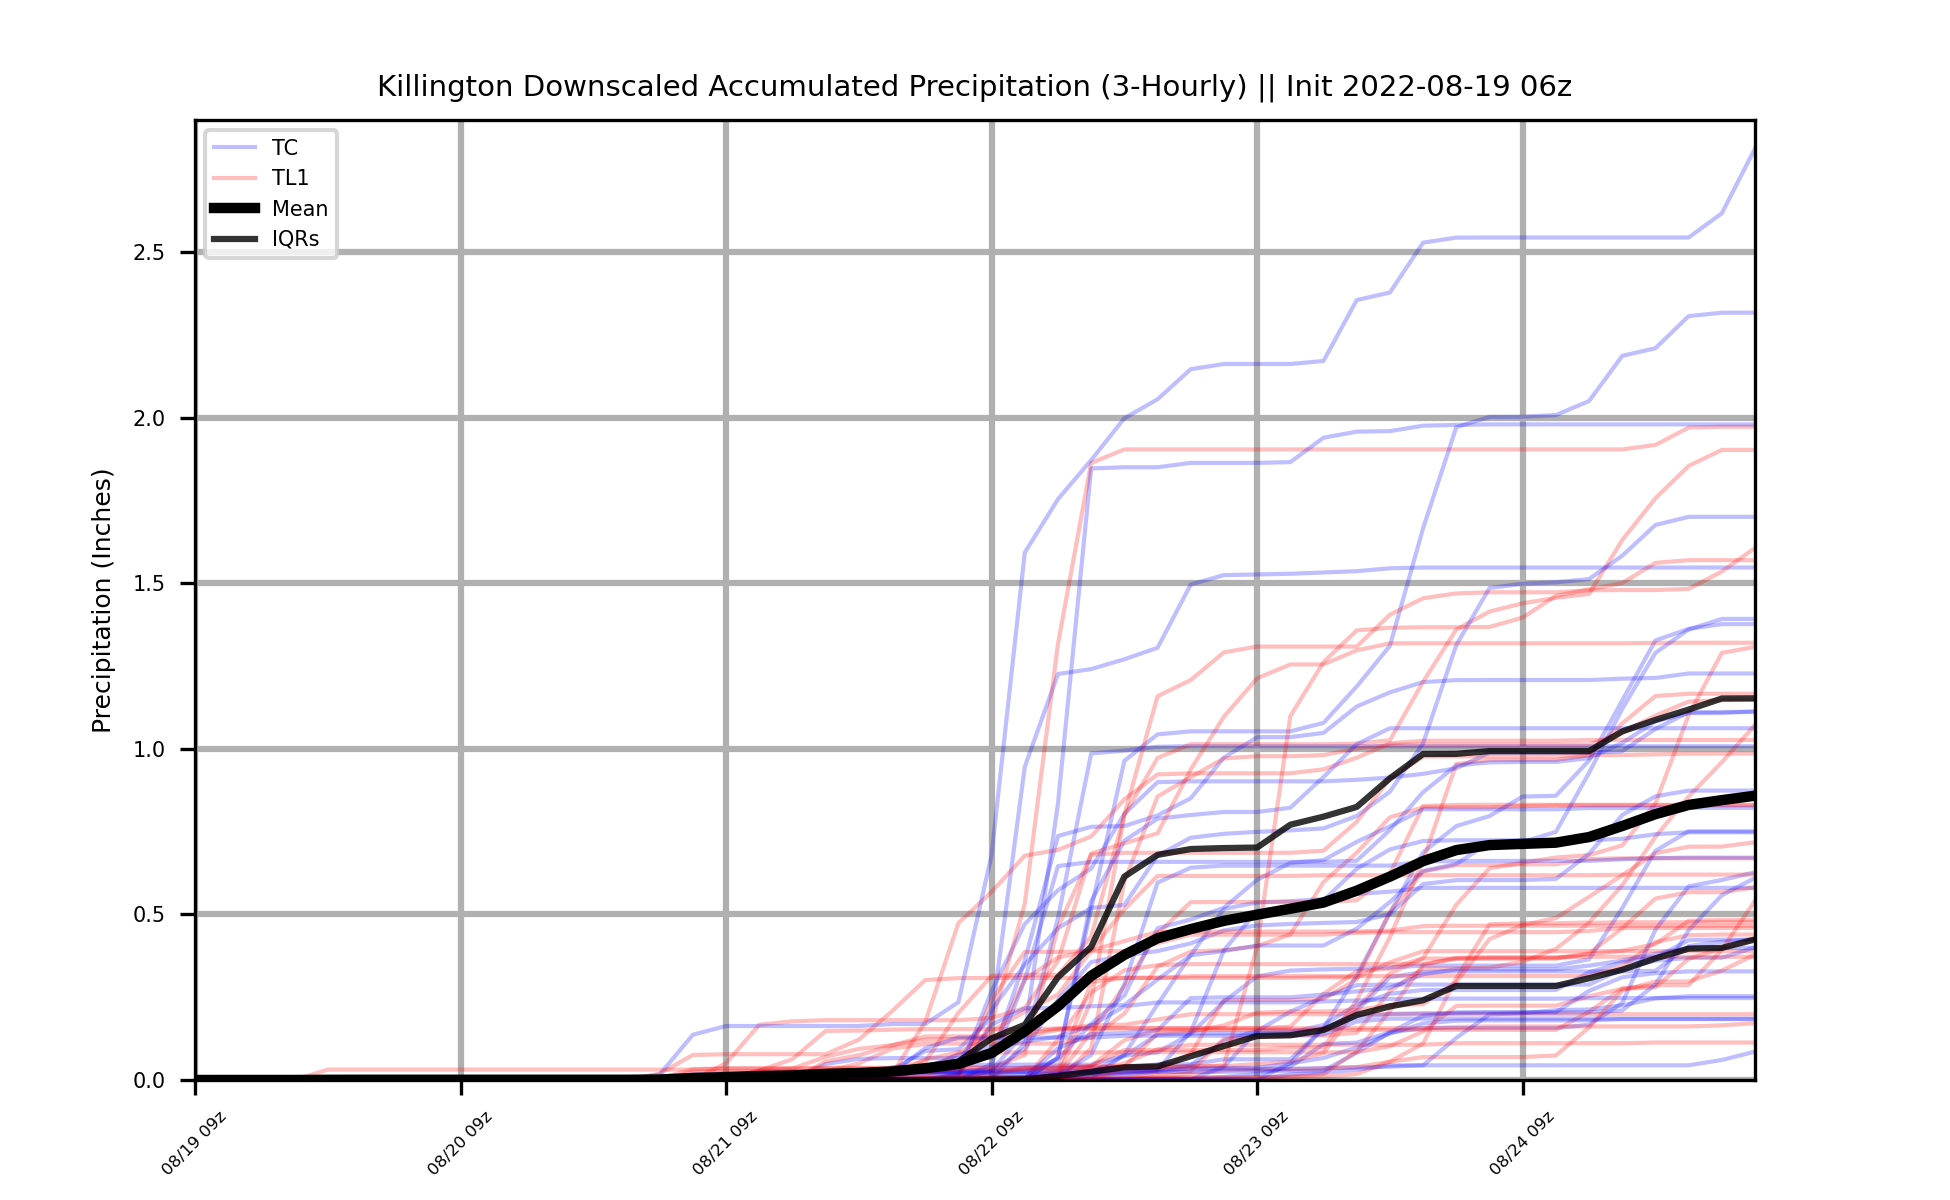 Killington Downscaled Accumulated Precipitation (3-Hourly) || Init 2022-08-19 06z
TC
TL1
Mean
IQRs
Precipitation (Inches)
2.5
2.0
1.5
1.0
0.5
0.0
08/19 09z
08/20 09z
08/21 09z
08/22 09z
08/23 09z
08/24 09z